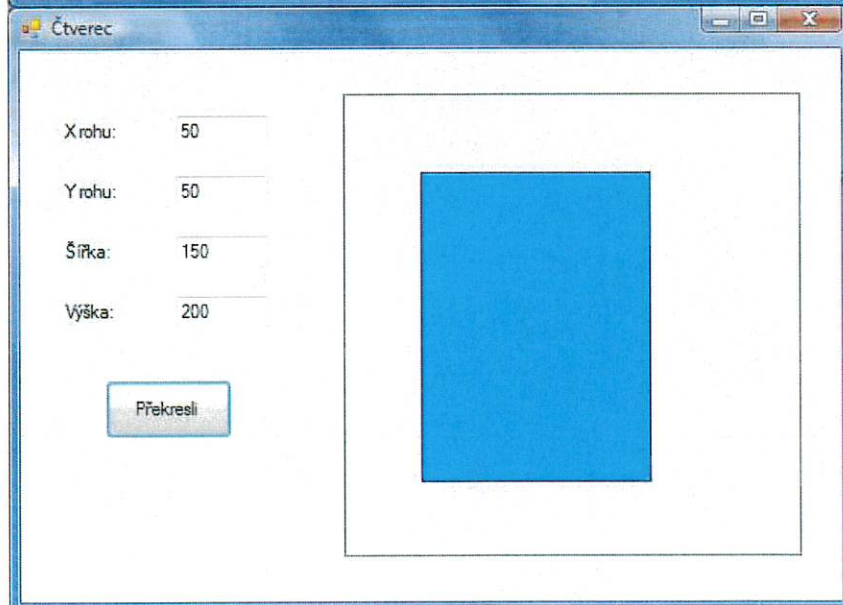 Čtverec
X rohu: 50
Y rohu: 50
Šířka: 150
Výška: 200
Překresli